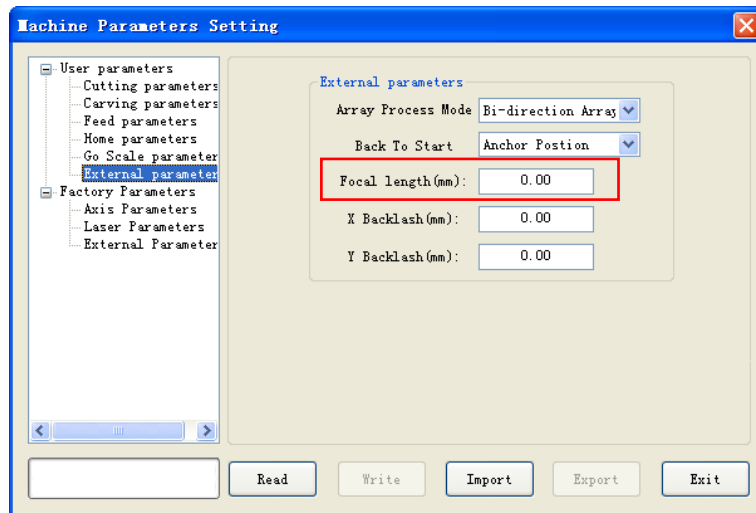 Machine Parameters Setting
User parameters
Cutting parameters
Carving parameters
Feed parameters
Home parameters
Go Scale parameter
External parameter
Factory Parameters
Axis Parameters
Laser Parameters
External Parameter
External parameters
Array Process Mode Bi-direction Array
Back To Start Anchor Postion
Focal length(mm): 0.00
X Backlash(mm): 0.00
Y Backlash(mm): 0.00
Read Write Import Export Exit